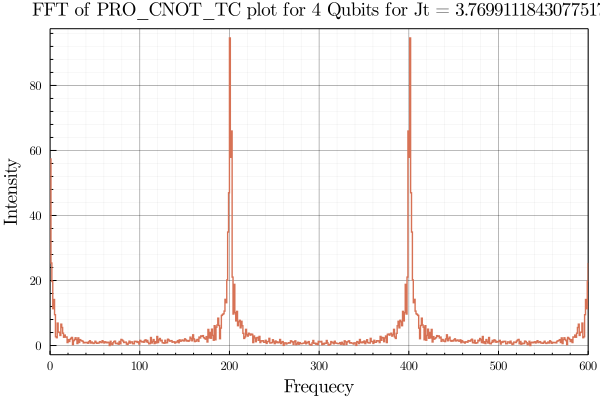 FFT of PRO_CNOT_TC plot for 4 Qubits for Jt = 3.7699111843077517
Intensity
80
60
40
20
0
0 100 200 300 400 500 600
Frequecy